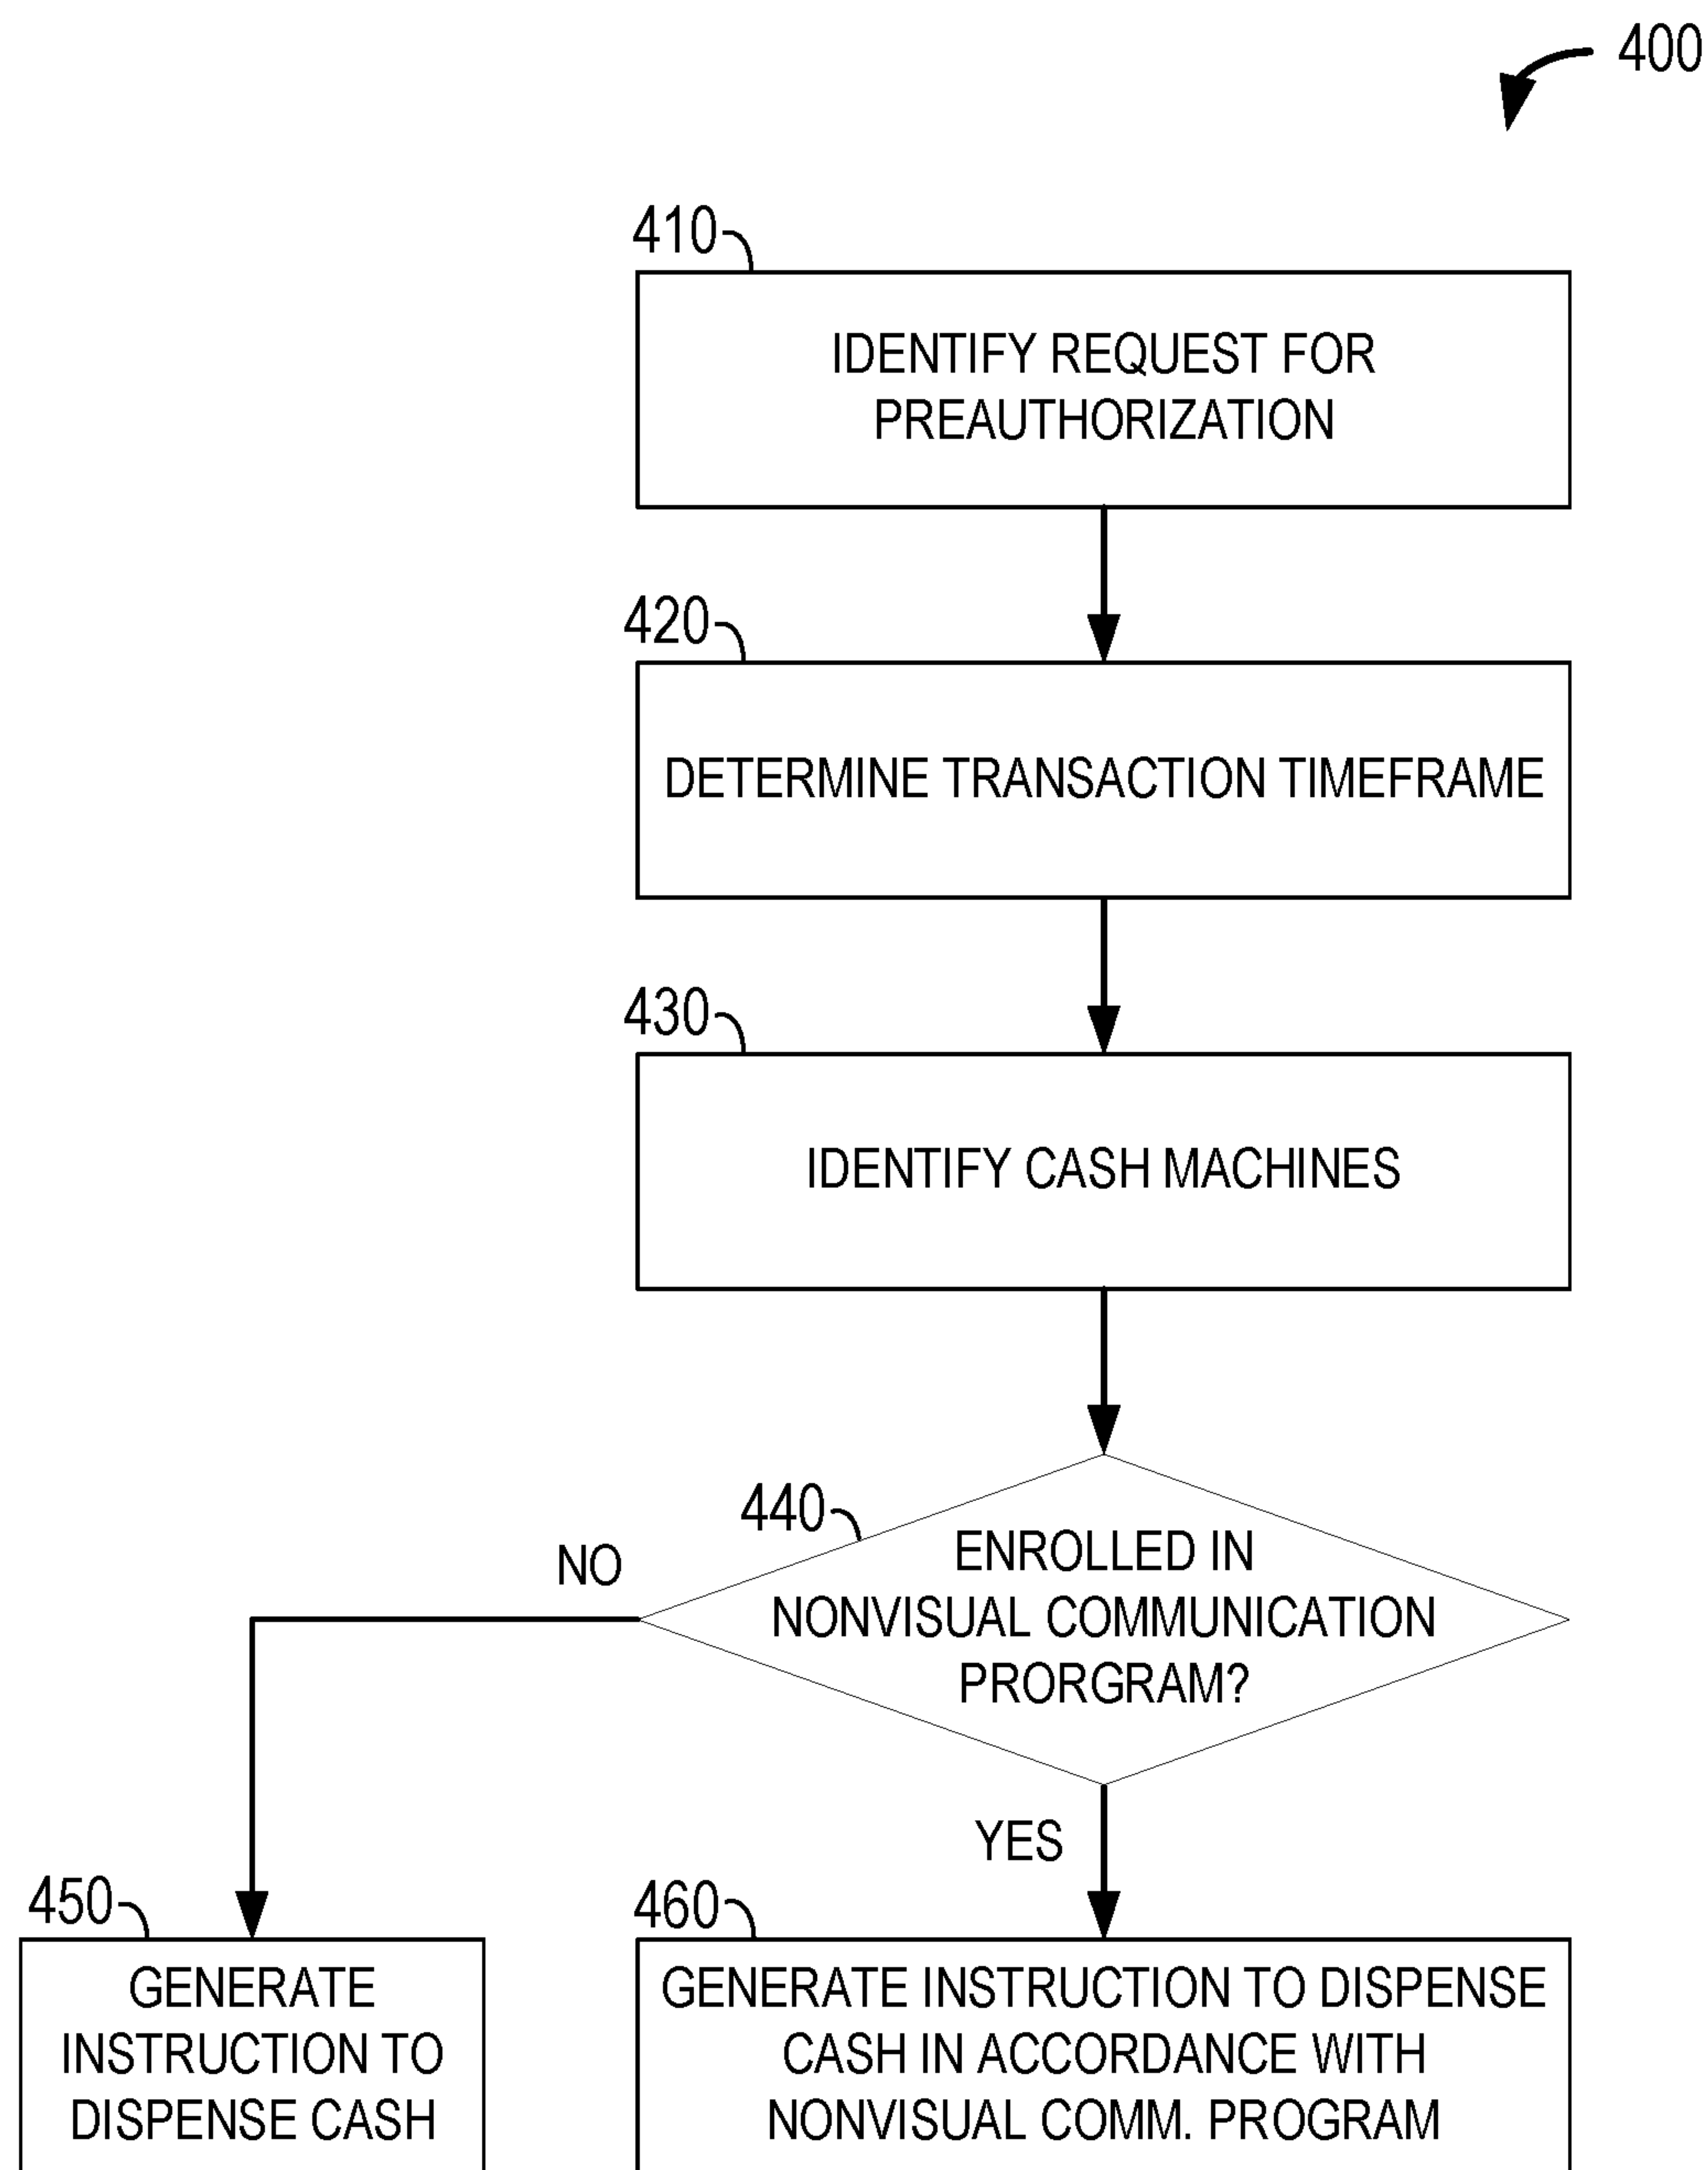 400
410
IDENTIFY REQUEST FOR
PREAUTHORIZATION
420
DETERMINE TRANSACTION TIMEFRAME
430
IDENTIFY CASH MACHINES
440
ENROLLED IN
NONVISUAL COMMUNICATION
PRORGRAM?
NO
YES
450
GENERATE
INSTRUCTION TO
DISPENSE CASH
460
GENERATE INSTRUCTION TO DISPENSE
CASH IN ACCORDANCE WITH
NONVISUAL COMM. PROGRAM